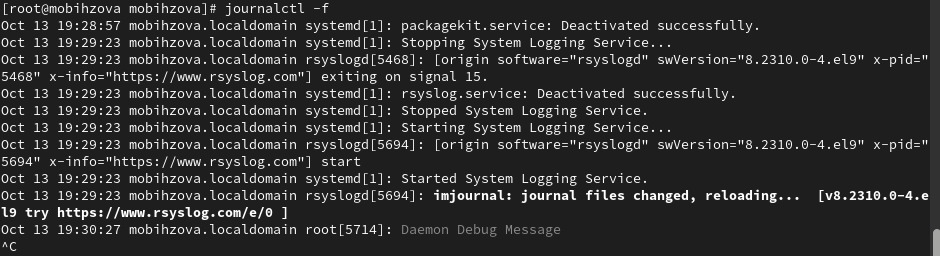 [root@mobihzova mobihzova]# journalctl -f
Oct 13 19:28:57 mobihzova.localdomain systemd[1]: packagekit.service: Deactivated successfully.
Oct 13 19:29:23 mobihzova.localdomain systemd[1]: Stopping System Logging Service...
Oct 13 19:29:23 mobihzova.localdomain rsyslogd[5468]: [origin software="rsyslogd" swVersion="8.2310.0-4.el9" x-pid="
5468" x-info="https://www.rsyslog.com"] exiting on signal 15.
Oct 13 19:29:23 mobihzova.localdomain systemd[1]: rsyslog.service: Deactivated successfully.
Oct 13 19:29:23 mobihzova.localdomain systemd[1]: Stopped System Logging Service.
Oct 13 19:29:23 mobihzova.localdomain systemd[1]: Starting System Logging Service...
Oct 13 19:29:23 mobihzova.localdomain rsyslogd[5694]: [origin software="rsyslogd" swVersion="8.2310.0-4.el9" x-pid="
5694" x-info="https://www.rsyslog.com"] start
Oct 13 19:29:23 mobihzova.localdomain systemd[1]: Started System Logging Service.
Oct 13 19:29:23 mobihzova.localdomain rsyslogd[5694]: imjournal: journal files changed, reloading...  [v8.2310.0-4.e
l9 try https://www.rsyslog.com/e/0 ]
Oct 13 19:30:27 mobihzova.localdomain root[5714]: Daemon Debug Message
^C